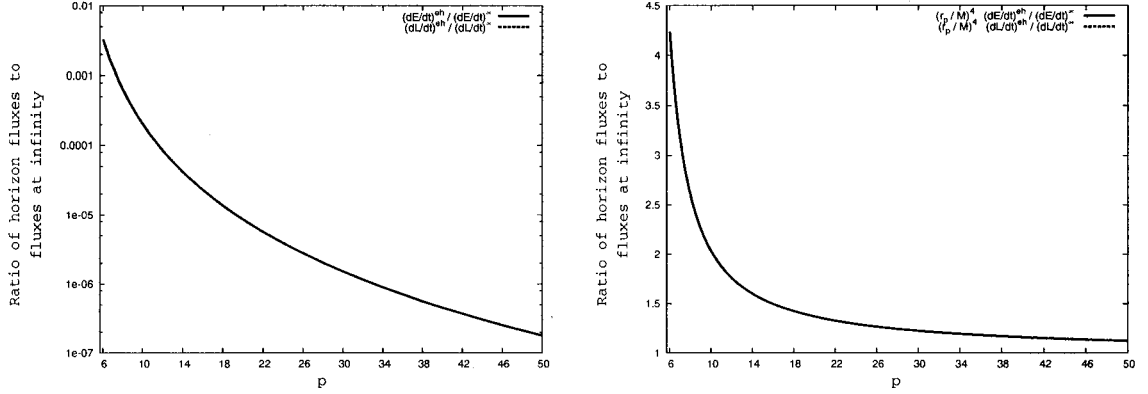 Ratio of horizon fluxes to
fluxes at infinity
0.01
0.001
0.0001
1e-05
1e-06
1e-07
(dE/dt)^eh / (dE/dt)^∞
(dL/dt)^eh / (dL/dt)^∞
6 10 14 18 22 26 30 34 38 42 46 50
p
Ratio of horizon fluxes to
fluxes at infinity
4.5
4
3.5
3
2.5
2
1.5
1
(r_p / M)^4 (dE/dt)^eh / (dE/dt)^∞
(r_p / M)^4 (dL/dt)^eh / (dL/dt)^∞
6 10 14 18 22 26 30 34 38 42 46 50
p